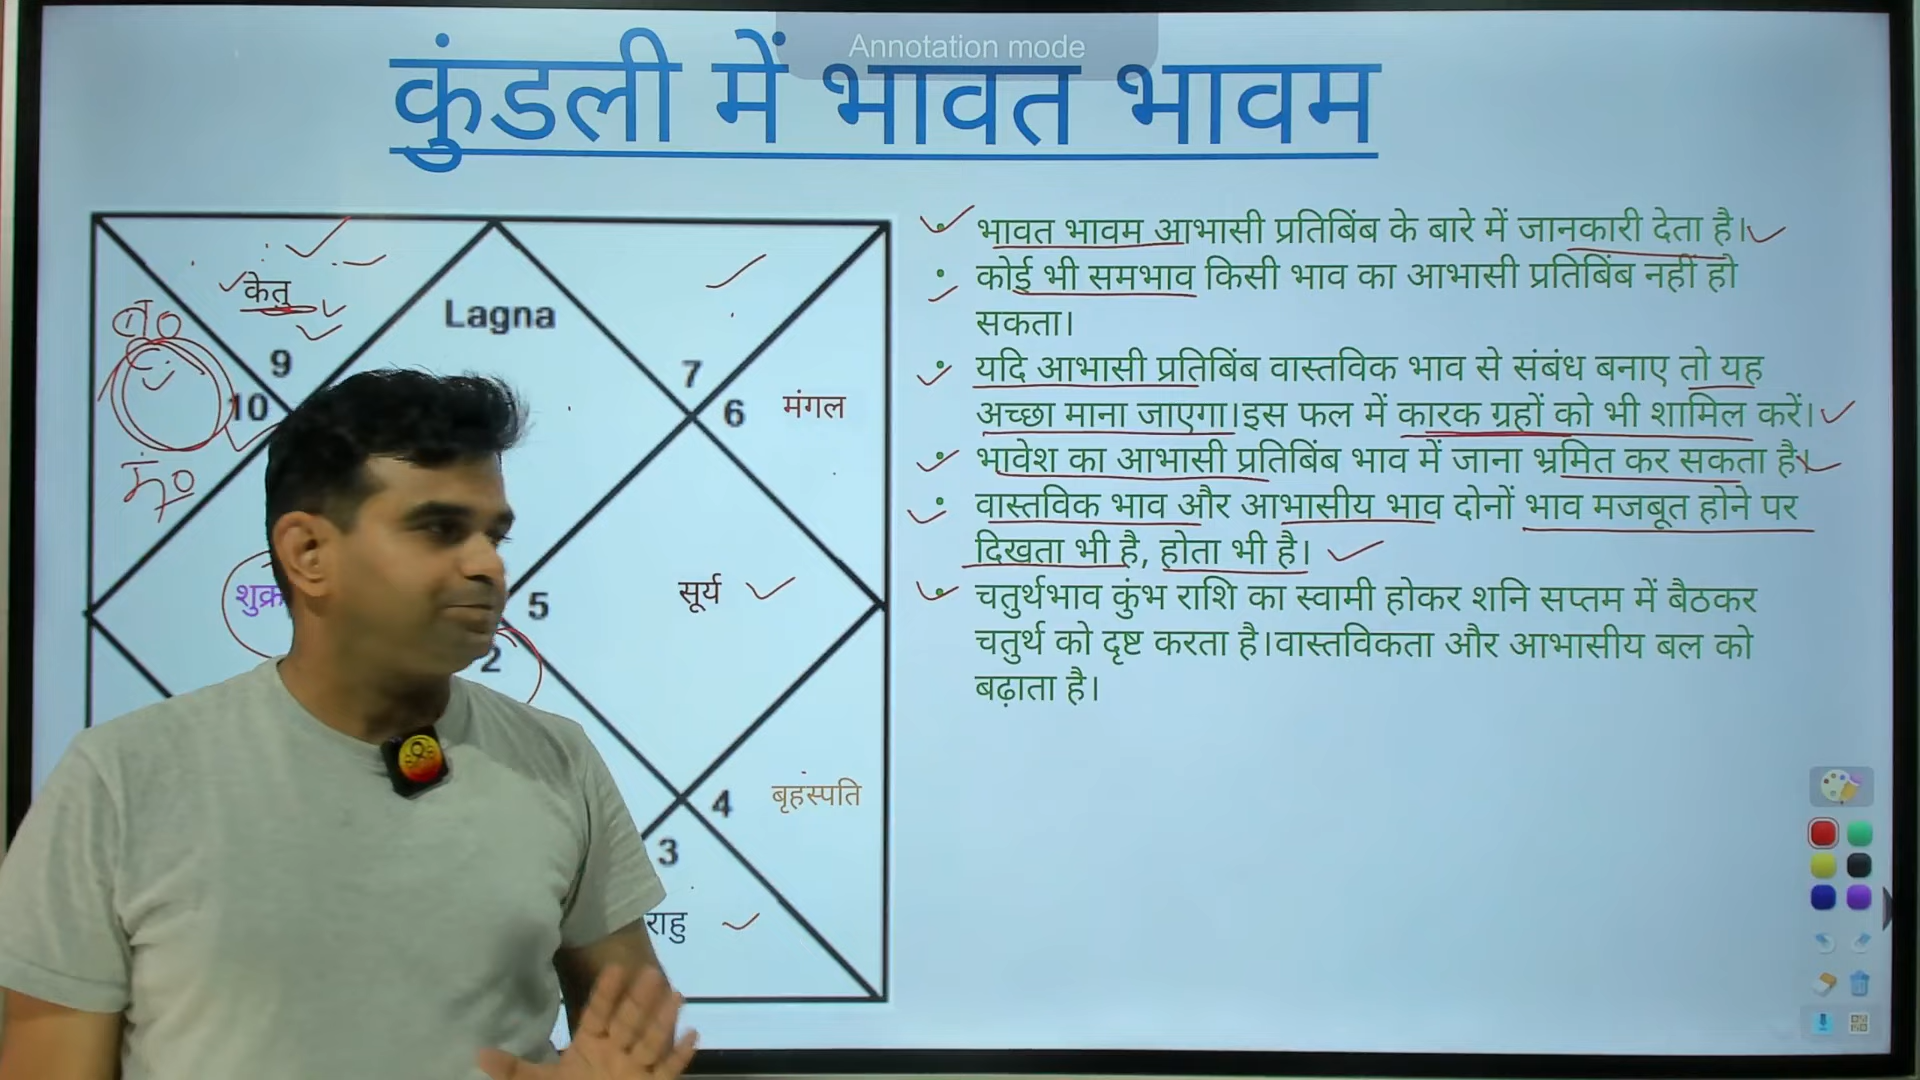 Annotation mode
कुंडली में भावत भावम
केतु
बु०
Lagna
9
7
10
6
मंगल
मं०
5
सूर्य
2
4
बृहस्पति
3
राहु
भावत भावम आभासी प्रतिबिंब के बारे में जानकारी देता है।
कोई भी समभाव किसी भाव का आभासी प्रतिबिंब नहीं हो
सकता।
यदि आभासी प्रतिबिंब वास्तविक भाव से संबंध बनाए तो यह
अच्छा माना जाएगा।इस फल में कारक ग्रहों को भी शामिल करें।
भावेश का आभासी प्रतिबिंब भाव में जाना भ्रमित कर सकता है।
वास्तविक भाव और आभासीय भाव दोनों भाव मजबूत होने पर
दिखता भी है, होता भी है।
चतुर्थभाव कुंभ राशि का स्वामी होकर शनि सप्तम में बैठकर
चतुर्थ को दृष्ट करता है।वास्तविकता और आभासीय बल को
बढ़ाता है।